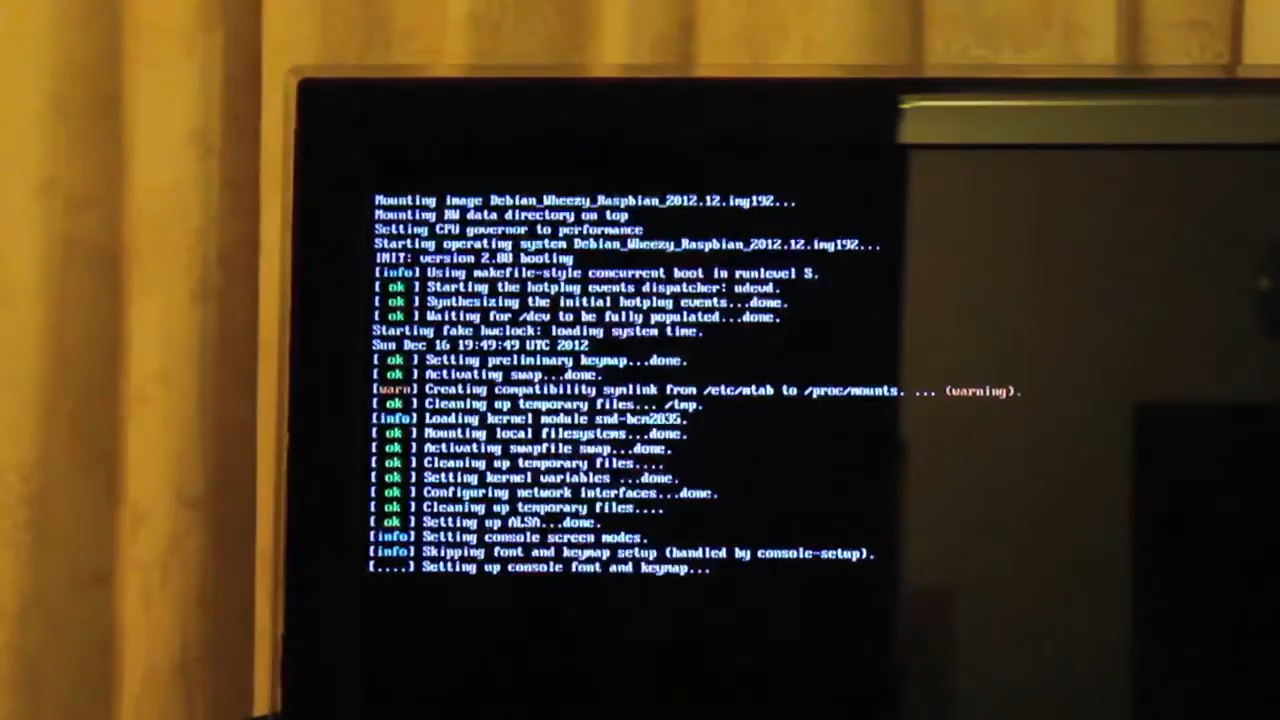 Mounting image Debian_Wheezy_Raspbian_2012.12.img192...
Mounting RW data directory on top
Setting CPU governor to performance
Starting operating system Debian_Wheezy_Raspbian_2012.12.img192...
INIT: version 2.88 booting
[info] Using makefile-style concurrent boot in runlevel S.
[ ok ] Starting the hotplug events dispatcher: udevd.
[ ok ] Synthesizing the initial hotplug events...done.
[ ok ] Waiting for /dev to be fully populated...done.
Starting fake hwclock: loading system time.
Sun Dec 16 19:49:49 UTC 2012
[ ok ] Setting preliminary keymap...done.
[ ok ] Activating swap...done.
[warn] Creating compatibility symlink from /etc/mtab to /proc/mounts. ... (warning).
[ ok ] Cleaning up temporary files... /tmp.
[info] Loading kernel module snd-bcm2835.
[ ok ] Mounting local filesystems...done.
[ ok ] Activating swapfile swap...done.
[ ok ] Cleaning up temporary files....
[ ok ] Setting kernel variables ...done.
[ ok ] Configuring network interfaces...done.
[ ok ] Cleaning up temporary files....
[ ok ] Setting up ALSA...done.
[info] Setting console screen modes.
[info] Skipping font and keymap setup (handled by console-setup).
[....] Setting up console font and keymap...